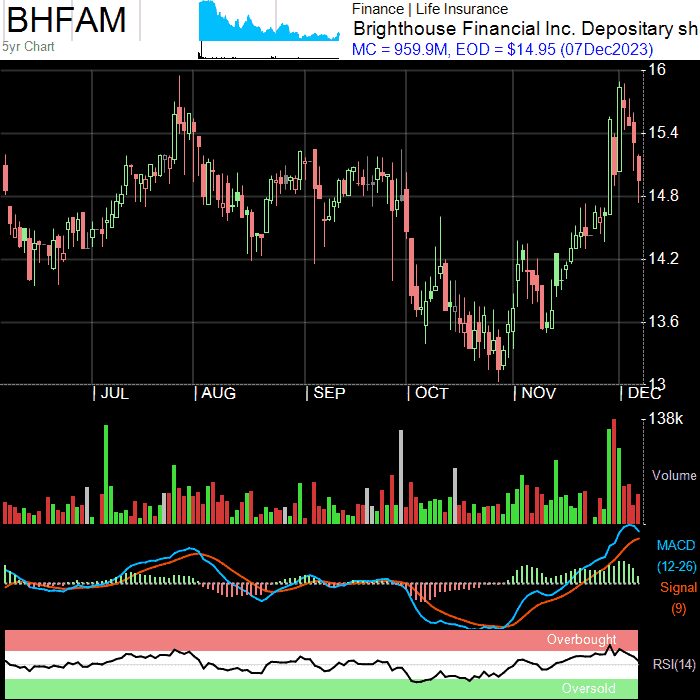 BHFAM
5yr Chart
Finance | Life Insurance
Brighthouse Financial Inc. Depositary sh
MC = 959.9M, EOD = $14.95 (07Dec2023)
16
15.4
14.8
14.2
13.6
13
| JUL | AUG | SEP | OCT | NOV | DEC
138k
Volume
MACD
(12-26)
Signal
(9)
Overbought
RSI(14)
Oversold